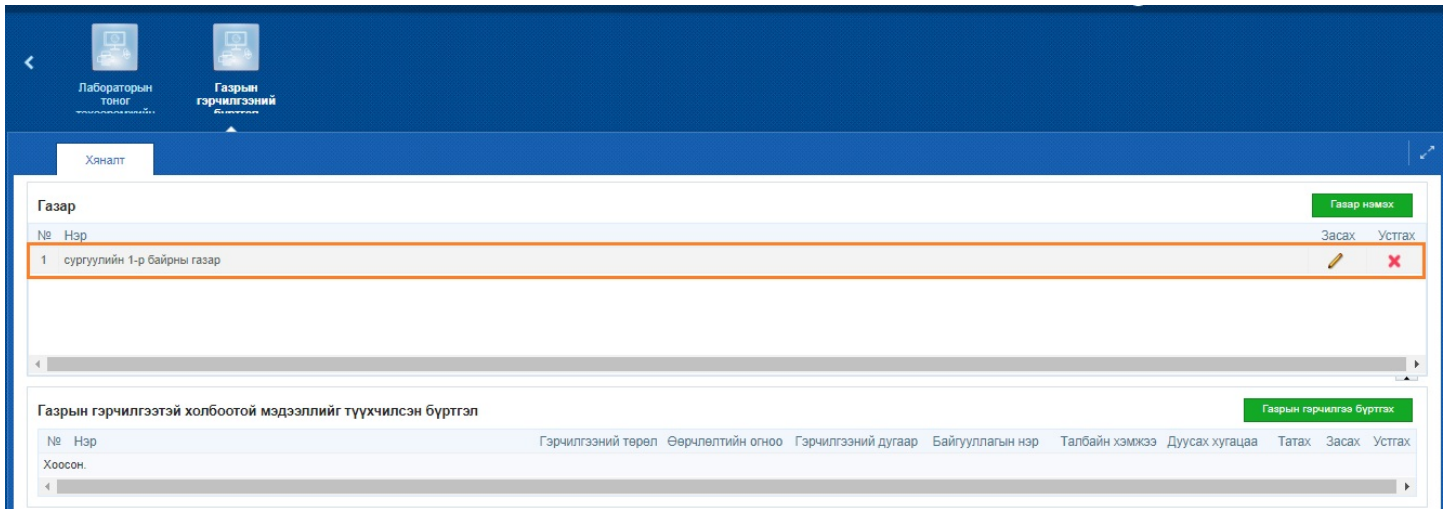 Лабораторын
тоног
Газрын
гэрчилгээний
Хяналт
Газар
Газар нэмэх
№ Нэр Засах Устгах
1 сургуулийн 1-р байрны газар
Газрын гэрчилгээтэй холбоотой мэдээллийг түүхчилсэн бүртгэл
Газрын гэрчилгээ бүртгэх
№ Нэр Гэрчилгээний төрөл Өөрчлөлтийн огноо Гэрчилгээний дугаар Байгууллагын нэр Талбайн хэмжээ Дуусах хугацаа Татах Засах Устгах
Хоосон.